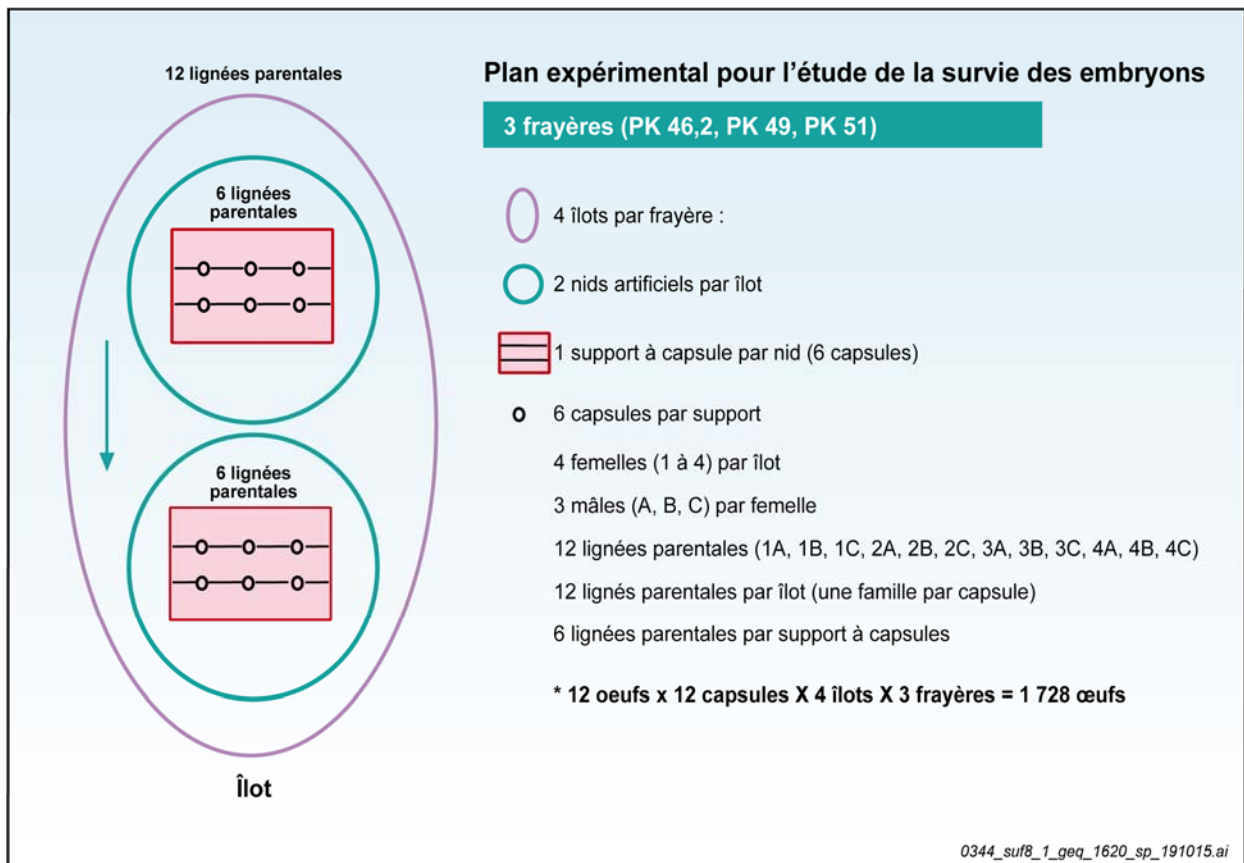 12 lignées parentales
6 lignées
parentales
6 lignées
parentales
Îlot
Plan expérimental pour l’étude de la survie des embryons
3 frayères (PK 46,2, PK 49, PK 51)
4 îlots par frayère :
2 nids artificiels par îlot
1 support à capsule par nid (6 capsules)
6 capsules par support
4 femelles (1 à 4) par îlot
3 mâles (A, B, C) par femelle
12 lignées parentales (1A, 1B, 1C, 2A, 2B, 2C, 3A, 3B, 3C, 4A, 4B, 4C)
12 lignés parentales par îlot (une famille par capsule)
6 lignées parentales par support à capsules
* 12 oeufs x 12 capsules X 4 îlots X 3 frayères = 1 728 œufs
0344_suf8_1_geq_1620_sp_191015.ai